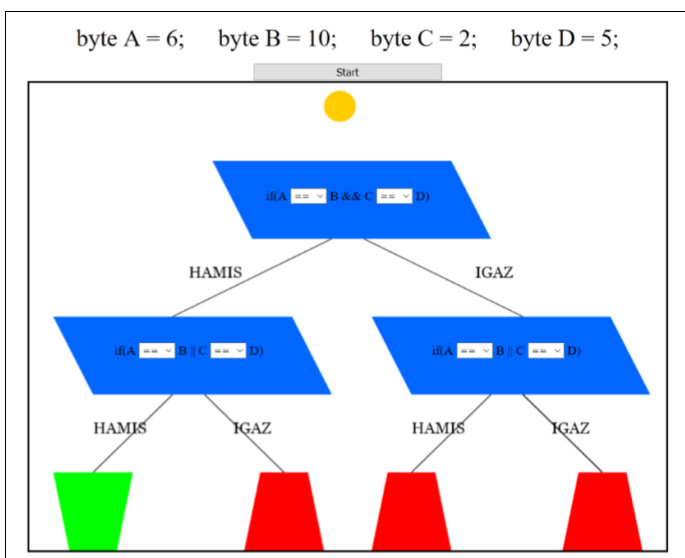 byte A = 6; byte B = 10; byte C = 2; byte D = 5;
Start
if(A == B && C == D)
HAMIS IGAZ
if(A == B || C == D) if(A == B || C == D)
HAMIS IGAZ HAMIS IGAZ